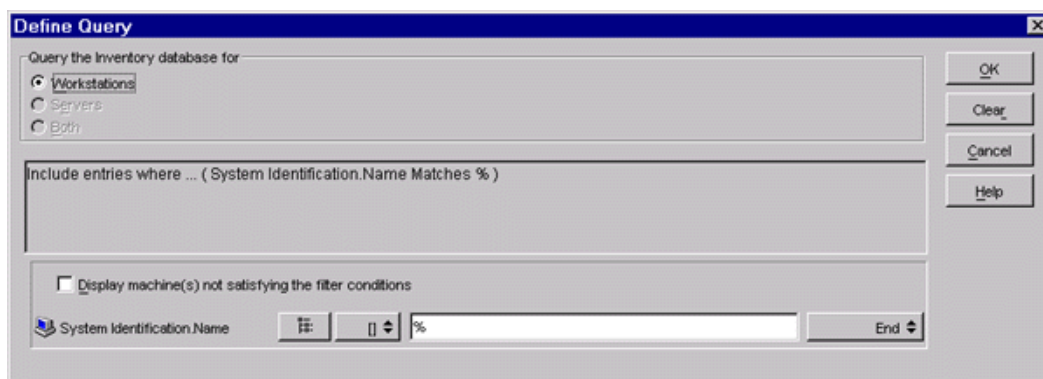 Define Query
Query the Inventory database for
Workstations
Servers
Both
OK
Clear
Cancel
Help
Include entries where ... ( System Identification.Name Matches % )
Display machine(s) not satisfying the filter conditions
System Identification.Name [] % End